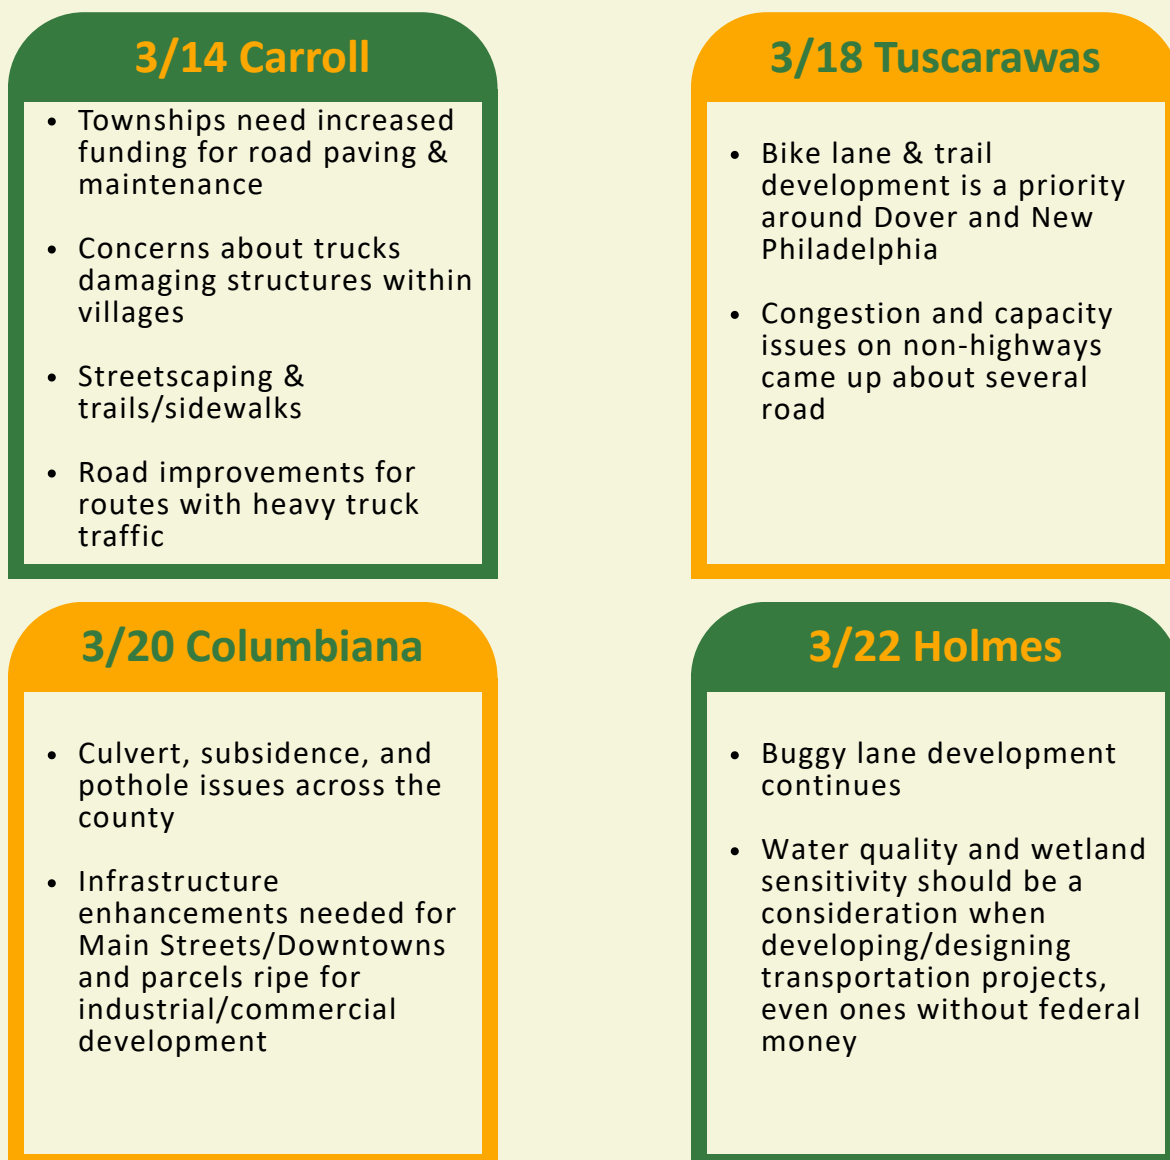 3/14 Carroll
• Townships need increased
funding for road paving &
maintenance
• Concerns about trucks
damaging structures within
villages
• Streetscaping &
trails/sidewalks
• Road improvements for
routes with heavy truck
traffic
3/18 Tuscarawas
• Bike lane & trail
development is a priority
around Dover and New
Philadelphia
• Congestion and capacity
issues on non-highways
came up about several
road
3/20 Columbiana
• Culvert, subsidence, and
pothole issues across the
county
• Infrastructure
enhancements needed for
Main Streets/Downtowns
and parcels ripe for
industrial/commercial
development
3/22 Holmes
• Buggy lane development
continues
• Water quality and wetland
sensitivity should be a
consideration when
developing/designing
transportation projects,
even ones without federal
money